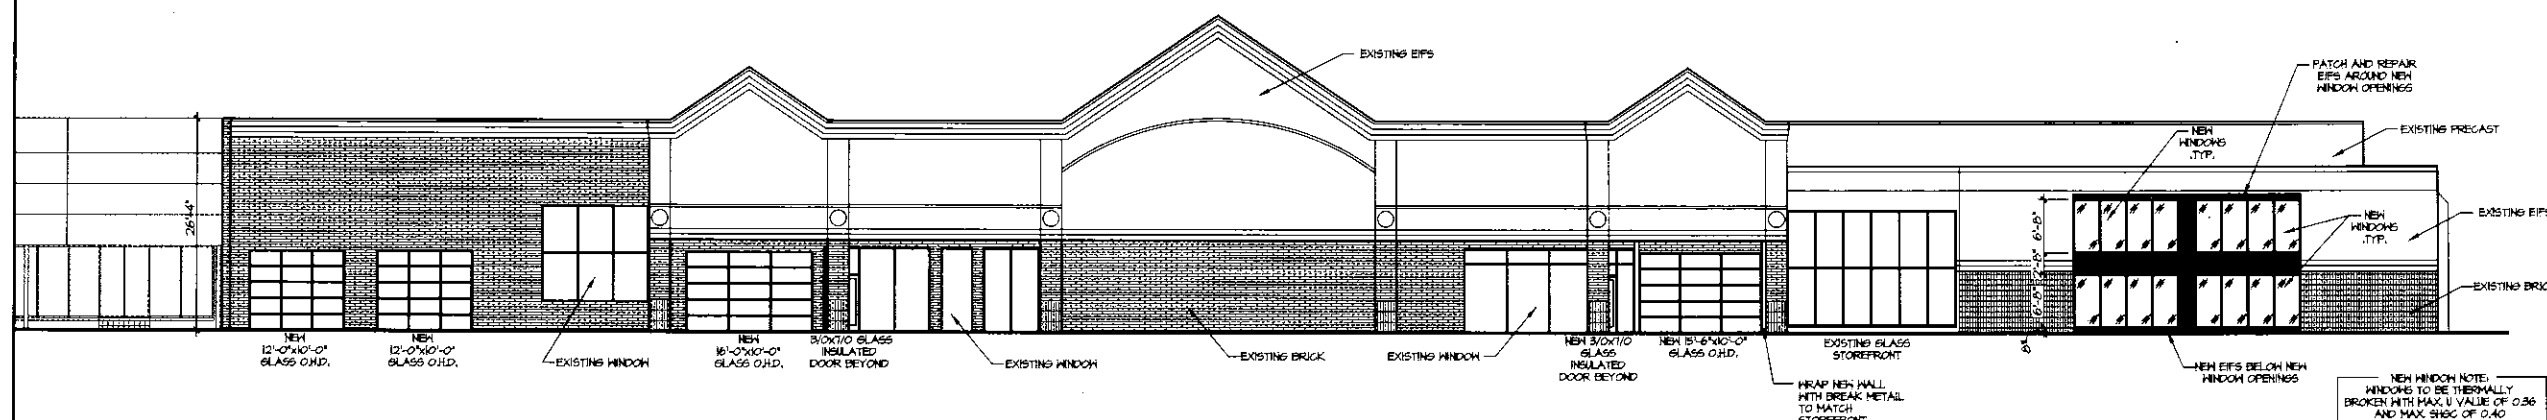 EXISTING EIFS
PATCH AND REPAIR
EIFS AROUND NEW
WINDOW OPENINGS
NEW
WINDOWS
.TYP.
EXISTING PRECAST
26'-4"
6'-8"
2'-8"
6'-8"
8"
NEW
WINDOWS
.TYP.
EXISTING EIFS
EXISTING BRIC
NEW
12'-0"x10'-0"
GLASS O.H.D.
NEW
12'-0"x10'-0"
GLASS O.H.D.
EXISTING WINDOW
NEW
16'-0"x10'-0"
GLASS O.H.D.
3/0x7/0 GLASS
INSULATED
DOOR BEYOND
EXISTING WINDOW
EXISTING BRICK
EXISTING WINDOW
NEW 3/0x7/0
GLASS
INSULATED
DOOR BEYOND
NEW 15'-6"x10'-0"
GLASS O.H.D.
WRAP NEW WALL
WITH BREAK METAL
TO MATCH
STOREFRONT
EXISTING GLASS
STOREFRONT
NEW EIFS BELOW NEW
WINDOW OPENINGS
NEW WINDOW NOTE:
WINDOWS TO BE THERMALLY
BROKEN WITH MAX. U VALUE OF 0.36
AND MAX. SHGC OF 0.40